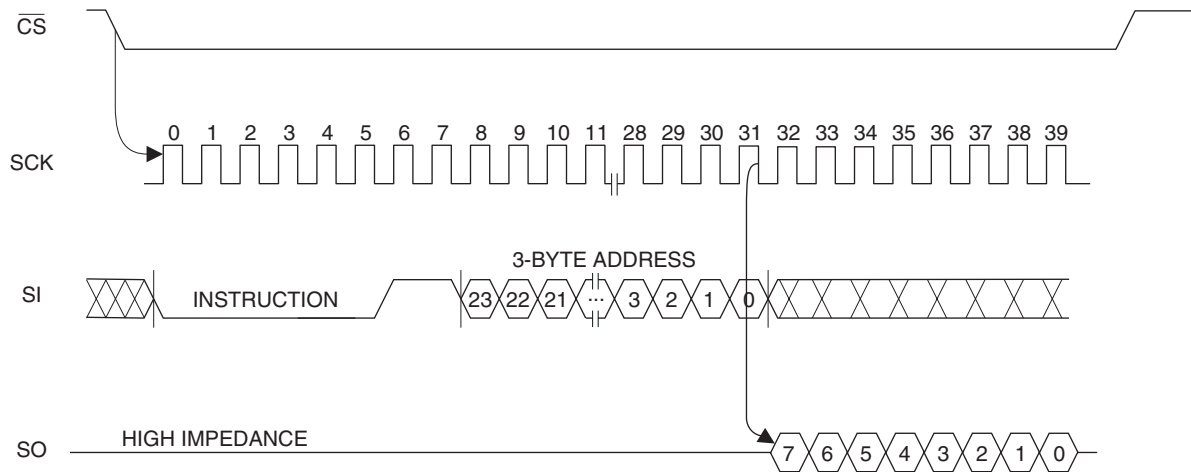 C̅S̅
0 1 2 3 4 5 6 7 8 9 10 11 28 29 30 31 32 33 34 35 36 37 38 39
SCK
3-BYTE ADDRESS
SI INSTRUCTION 23 22 21 ... 3 2 1 0
HIGH IMPEDANCE
SO 7 6 5 4 3 2 1 0